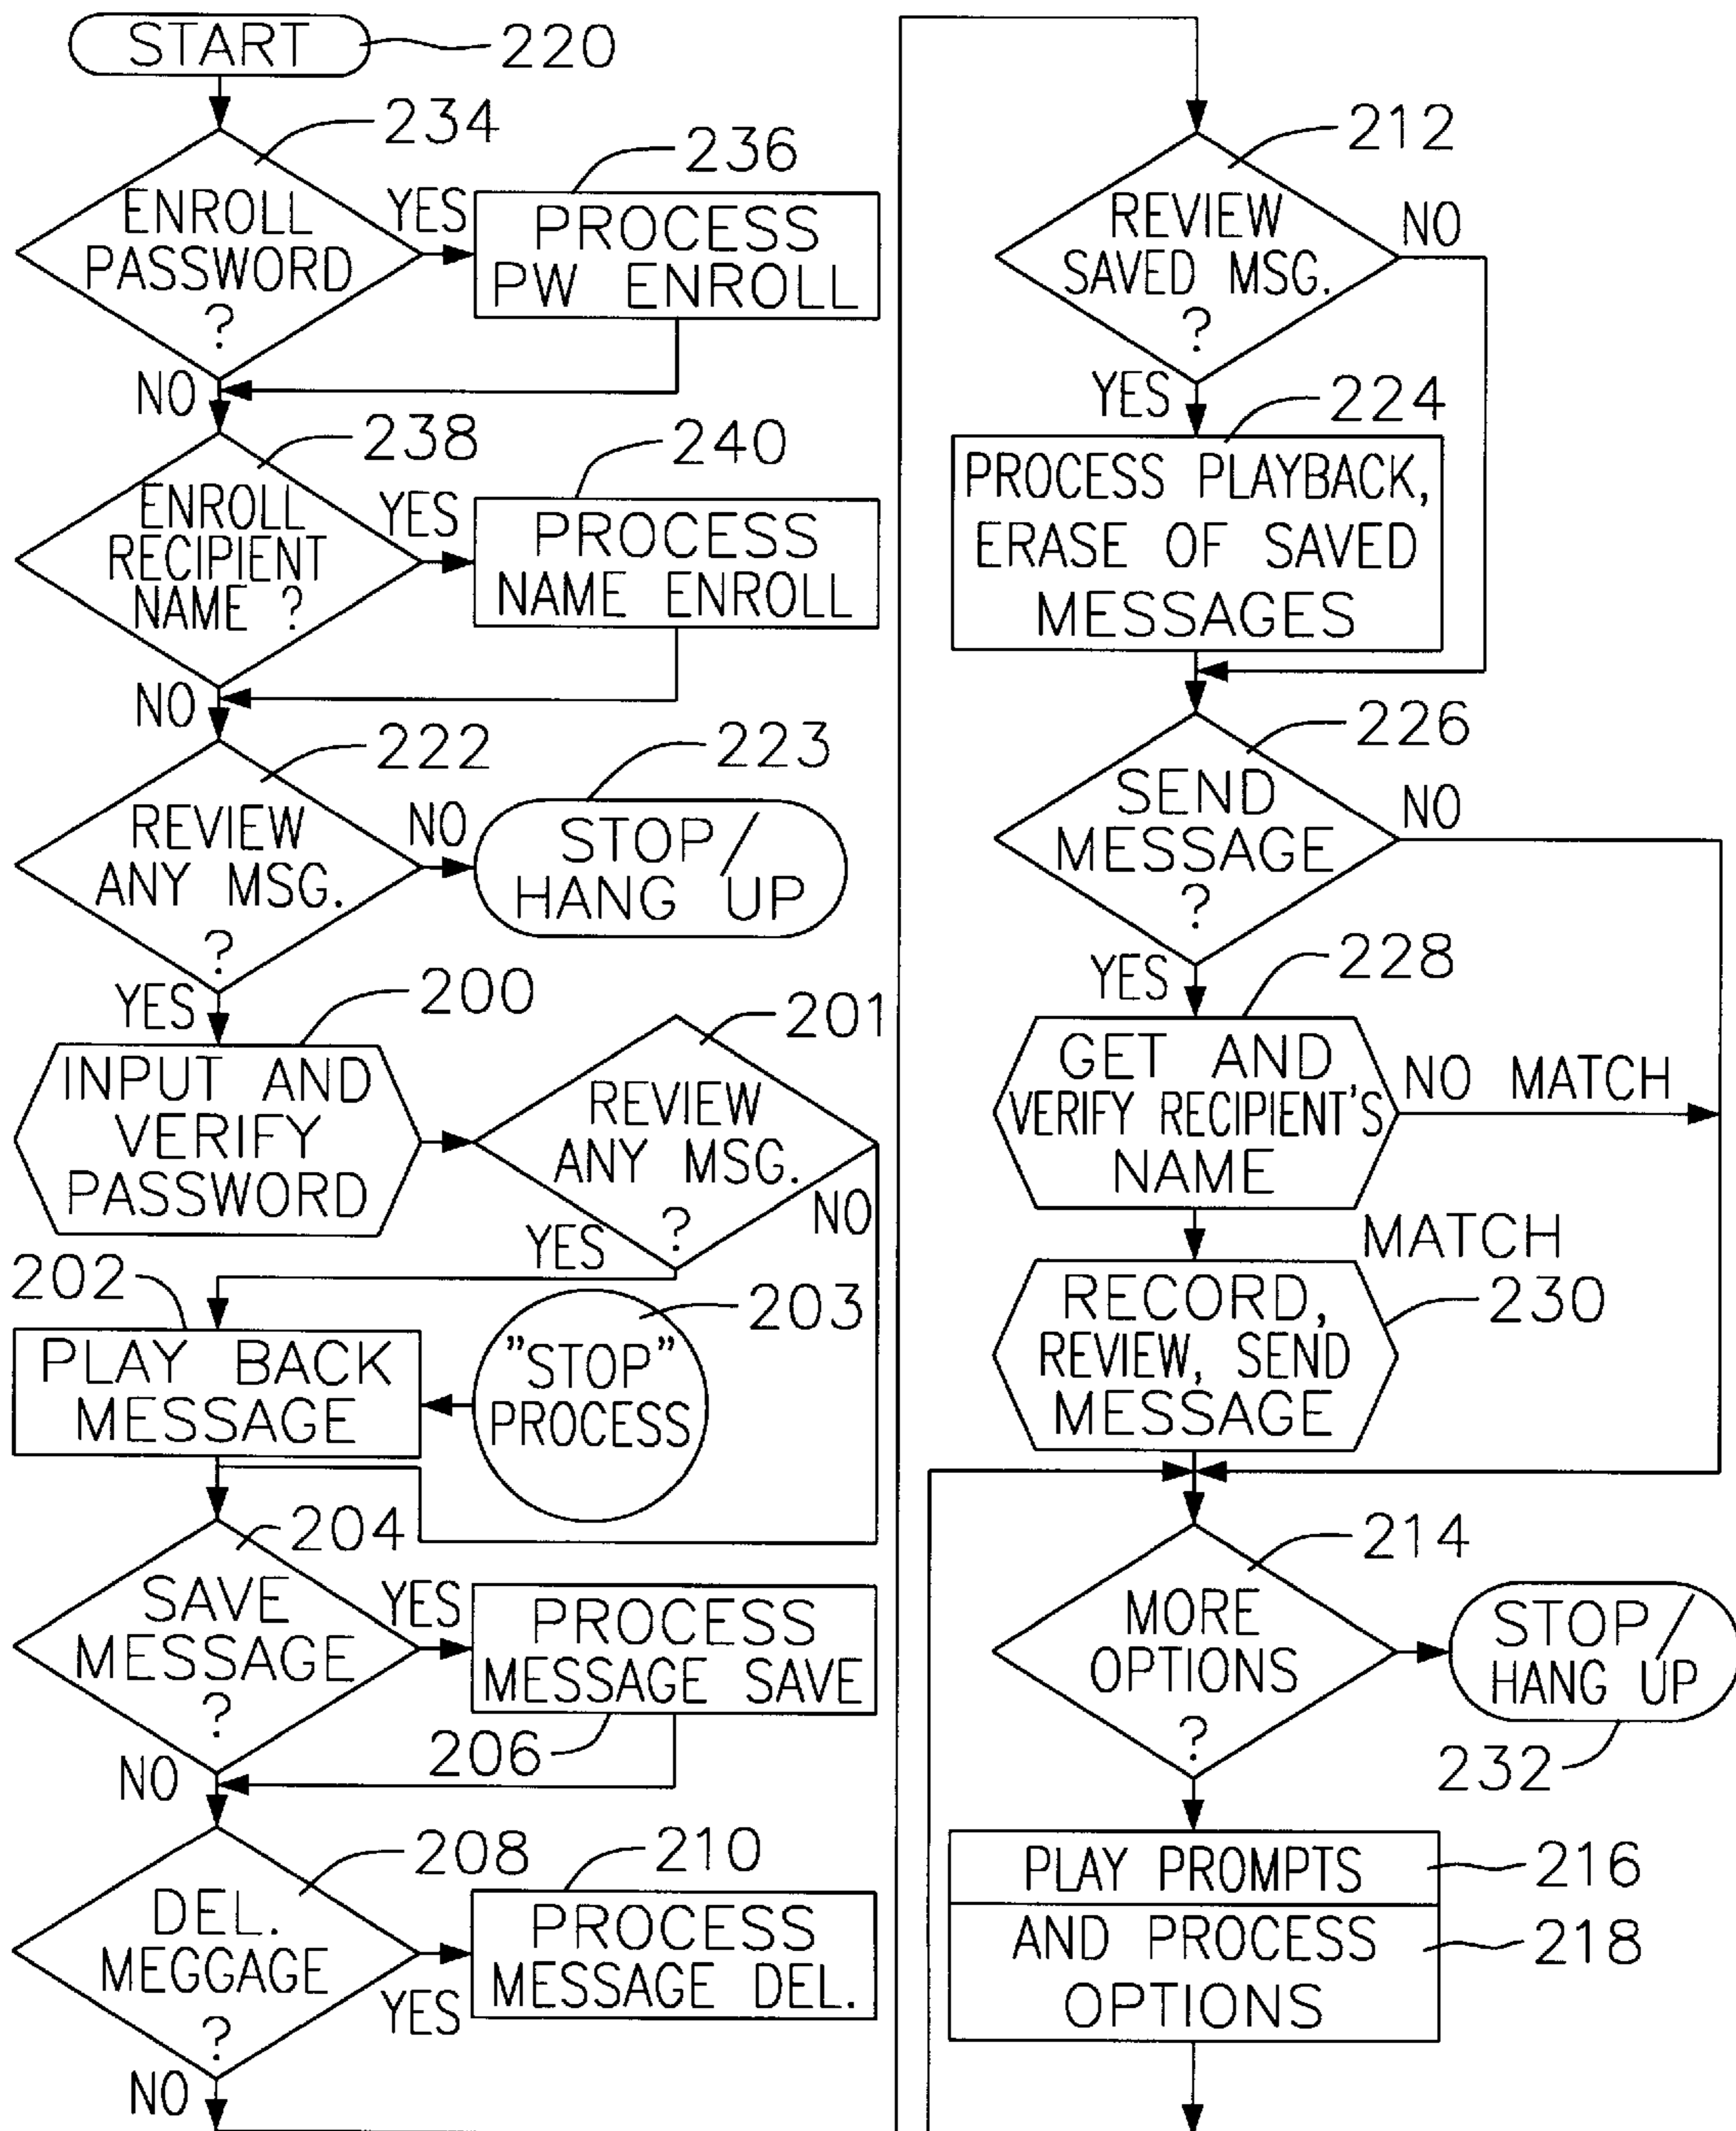 START
220
234
ENROLL
PASSWORD
?
YES
236
PROCESS
PW ENROLL
NO
238
ENROLL
RECIPIENT
NAME ?
YES
240
PROCESS
NAME ENROLL
NO
222
REVIEW
ANY MSG.
?
NO
223
STOP/
HANG UP
YES
200
INPUT AND
VERIFY
PASSWORD
201
REVIEW
ANY MSG.
?
NO
YES
202
PLAY BACK
MESSAGE
203
"STOP"
PROCESS
204
SAVE
MESSAGE
?
YES
PROCESS
MESSAGE SAVE
206
NO
208
DEL.
MEGGAGE
?
YES
210
PROCESS
MESSAGE DEL.
NO
212
REVIEW
SAVED MSG.
?
NO
YES
224
PROCESS PLAYBACK,
ERASE OF SAVED
MESSAGES
226
SEND
MESSAGE
?
NO
YES
228
GET AND
VERIFY RECIPIENT'S
NAME
NO MATCH
MATCH
230
RECORD,
REVIEW, SEND
MESSAGE
214
MORE
OPTIONS
?
STOP/
HANG UP
232
PLAY PROMPTS
216
AND PROCESS
OPTIONS
218